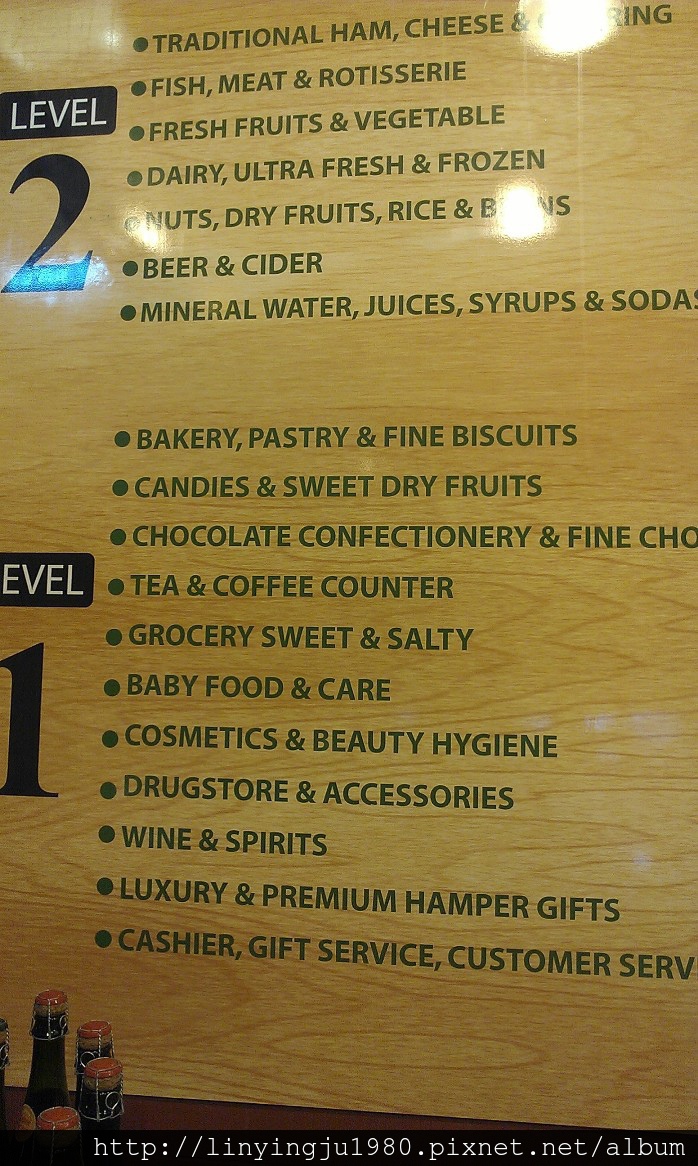 TRADITIONAL HAM, CHEESE &
LEVEL
2
FISH, MEAT & ROTISSERIE
FRESH FRUITS & VEGETABLE
DAIRY, ULTRA FRESH & FROZEN
NUTS, DRY FRUITS, RICE &
BEER & CIDER
MINERAL WATER, JUICES, SYRUPS & SODAS
BAKERY, PASTRY & FINE BISCUITS
CANDIES & SWEET DRY FRUITS
CHOCOLATE CONFECTIONERY & FINE CHO
EVEL
1
TEA & COFFEE COUNTER
GROCERY SWEET & SALTY
BABY FOOD & CARE
COSMETICS & BEAUTY HYGIENE
DRUGSTORE & ACCESSORIES
WINE & SPIRITS
LUXURY & PREMIUM HAMPER GIFTS
CASHIER, GIFT SERVICE, CUSTOMER SERV
http://linyingju1980.pixnet.net/album